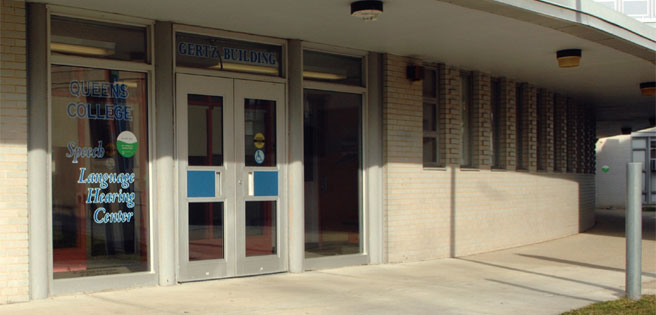 GERTZ BUILDING
QUEENS
COLLEGE
Speech
Language
Hearing
Center